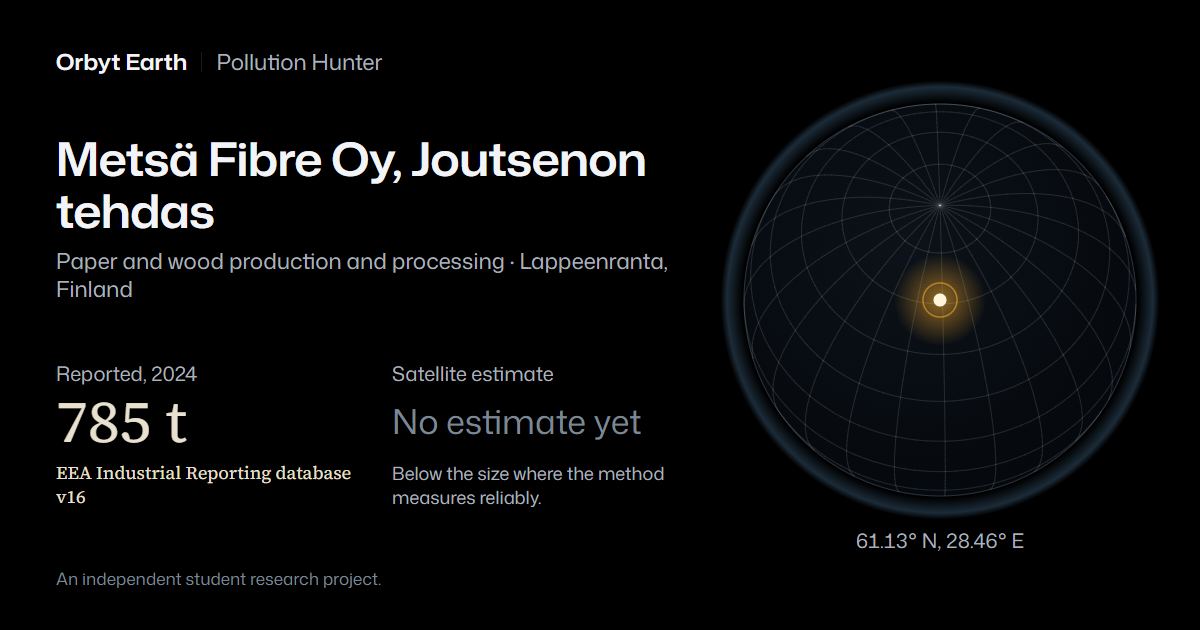 Orbyt Earth | Pollution Hunter
Metsä Fibre Oy, Joutsenon
tehdas
Paper and wood production and processing · Lappeenranta,
Finland
Reported, 2024
785 t
EEA Industrial Reporting database
v16
Satellite estimate
No estimate yet
Below the size where the method
measures reliably.
61.13° N, 28.46° E
An independent student research project.